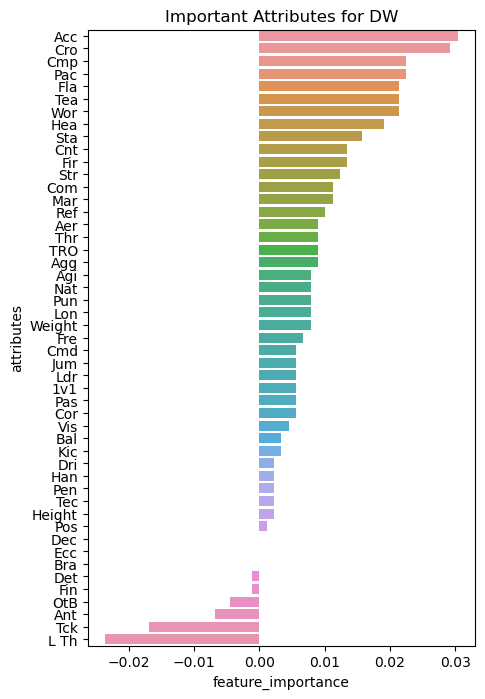 Important Attributes for DW
Acc
Cro
Cmp
Pac
Fla
Tea
Wor
Hea
Sta
Cnt
Fir
Str
Com
Mar
Ref
Aer
Thr
TRO
Agg
Agi
Nat
Pun
Lon
Weight
Fre
Cmd
Jum
Ldr
1v1
Pas
Cor
Vis
Bal
Kic
Dri
Han
Pen
Tec
Height
Pos
Dec
Ecc
Bra
Det
Fin
OtB
Ant
Tck
L Th
attributes
−0.02 −0.01 0.00 0.01 0.02 0.03
feature_importance